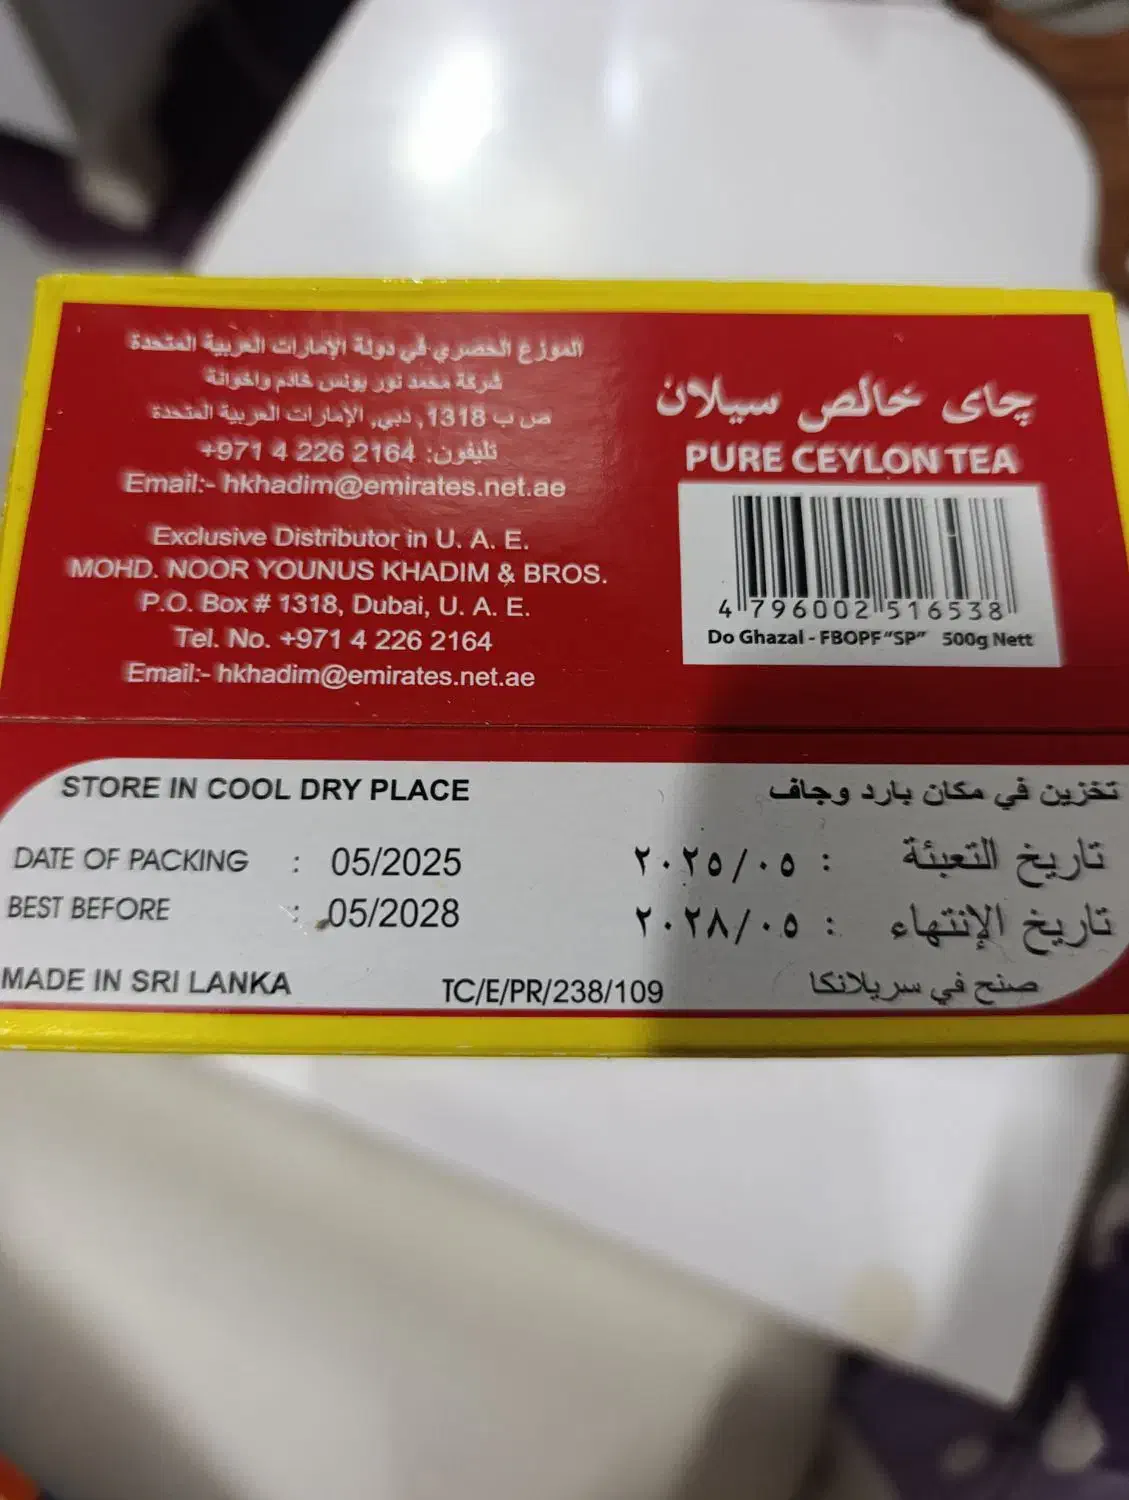 الموزع الحصري في دولة الإمارات العربية المتحدة
شركة محمد نور يونس خادم واخوانة
ص ب 1318, دبي, الإمارات العربية المتحدة
تليفون: 2164 226 4 971+
Email:- hkhadim@emirates.net.ae
Exclusive Distributor in U. A. E.
MOHD. NOOR YOUNUS KHADIM & BROS.
P.O. Box # 1318, Dubai, U. A. E.
Tel. No. +971 4 226 2164
Email:- hkhadim@emirates.net.ae
چای خالص سیلان
PURE CEYLON TEA
4 796002 516538
Do Ghazal - FBOPF "SP" 500g Nett
STORE IN COOL DRY PLACE
تخزين في مكان بارد وجاف
DATE OF PACKING : 05/2025
تاريخ التعبئة : ٢٠٢٥/٠٥
BEST BEFORE : 05/2028
تاريخ الإنتهاء : ٢٠٢٨/٠٥
MADE IN SRI LANKA
TC/E/PR/238/109
صنح في سريلانكا